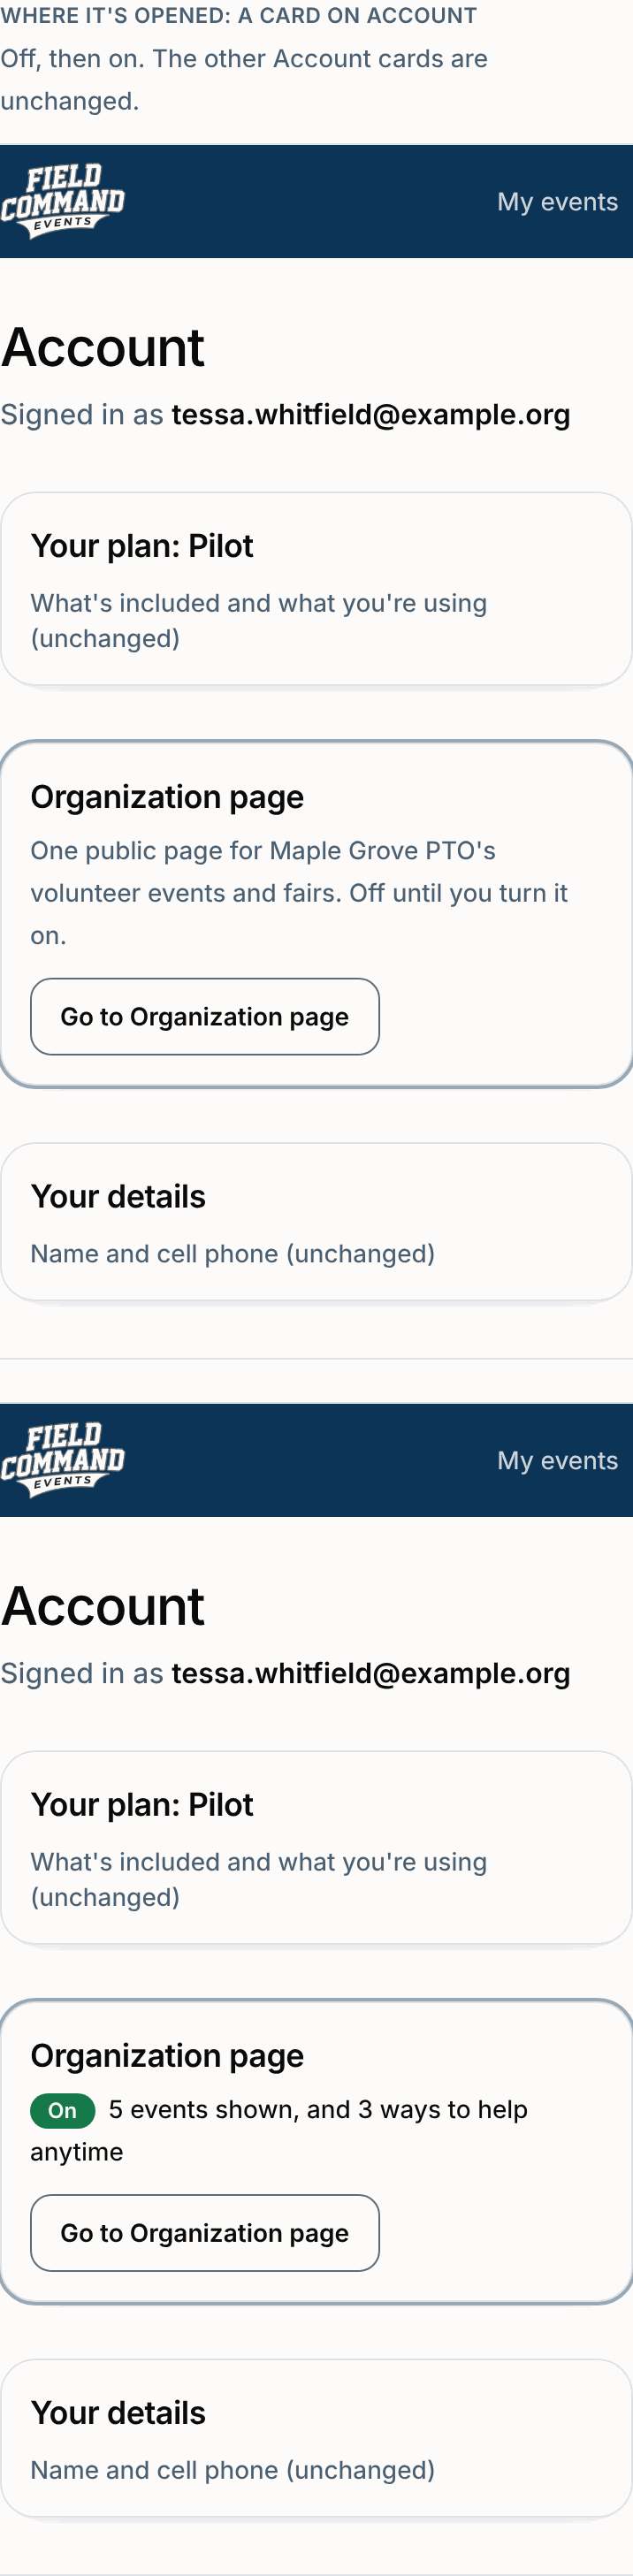 WHERE IT'S OPENED: A CARD ON ACCOUNT
Off, then on. The other Account cards are
unchanged.
FIELD
COMMAND
EVENTS
My events
Account
Signed in as tessa.whitfield@example.org
Your plan: Pilot
What's included and what you're using
(unchanged)
Organization page
One public page for Maple Grove PTO's
volunteer events and fairs. Off until you turn it
on.
Go to Organization page
Your details
Name and cell phone (unchanged)
FIELD
COMMAND
EVENTS
My events
Account
Signed in as tessa.whitfield@example.org
Your plan: Pilot
What's included and what you're using
(unchanged)
Organization page
On 5 events shown, and 3 ways to help
anytime
Go to Organization page
Your details
Name and cell phone (unchanged)